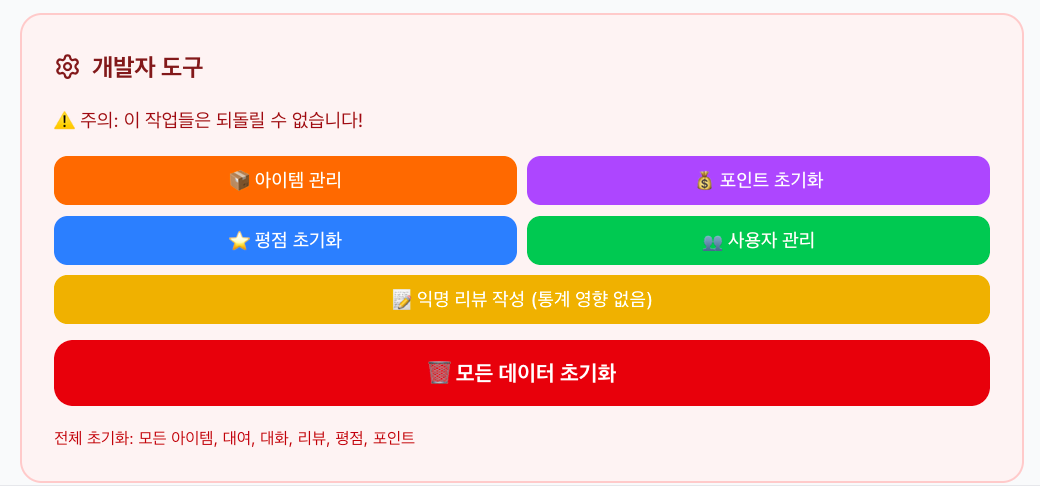 개발자 도구
⚠️ 주의: 이 작업들은 되돌릴 수 없습니다!
📦 아이템 관리
💰 포인트 초기화
⭐ 평점 초기화
👥 사용자 관리
📝 익명 리뷰 작성 (통계 영향 없음)
🗑️ 모든 데이터 초기화
전체 초기화: 모든 아이템, 대여, 대화, 리뷰, 평점, 포인트